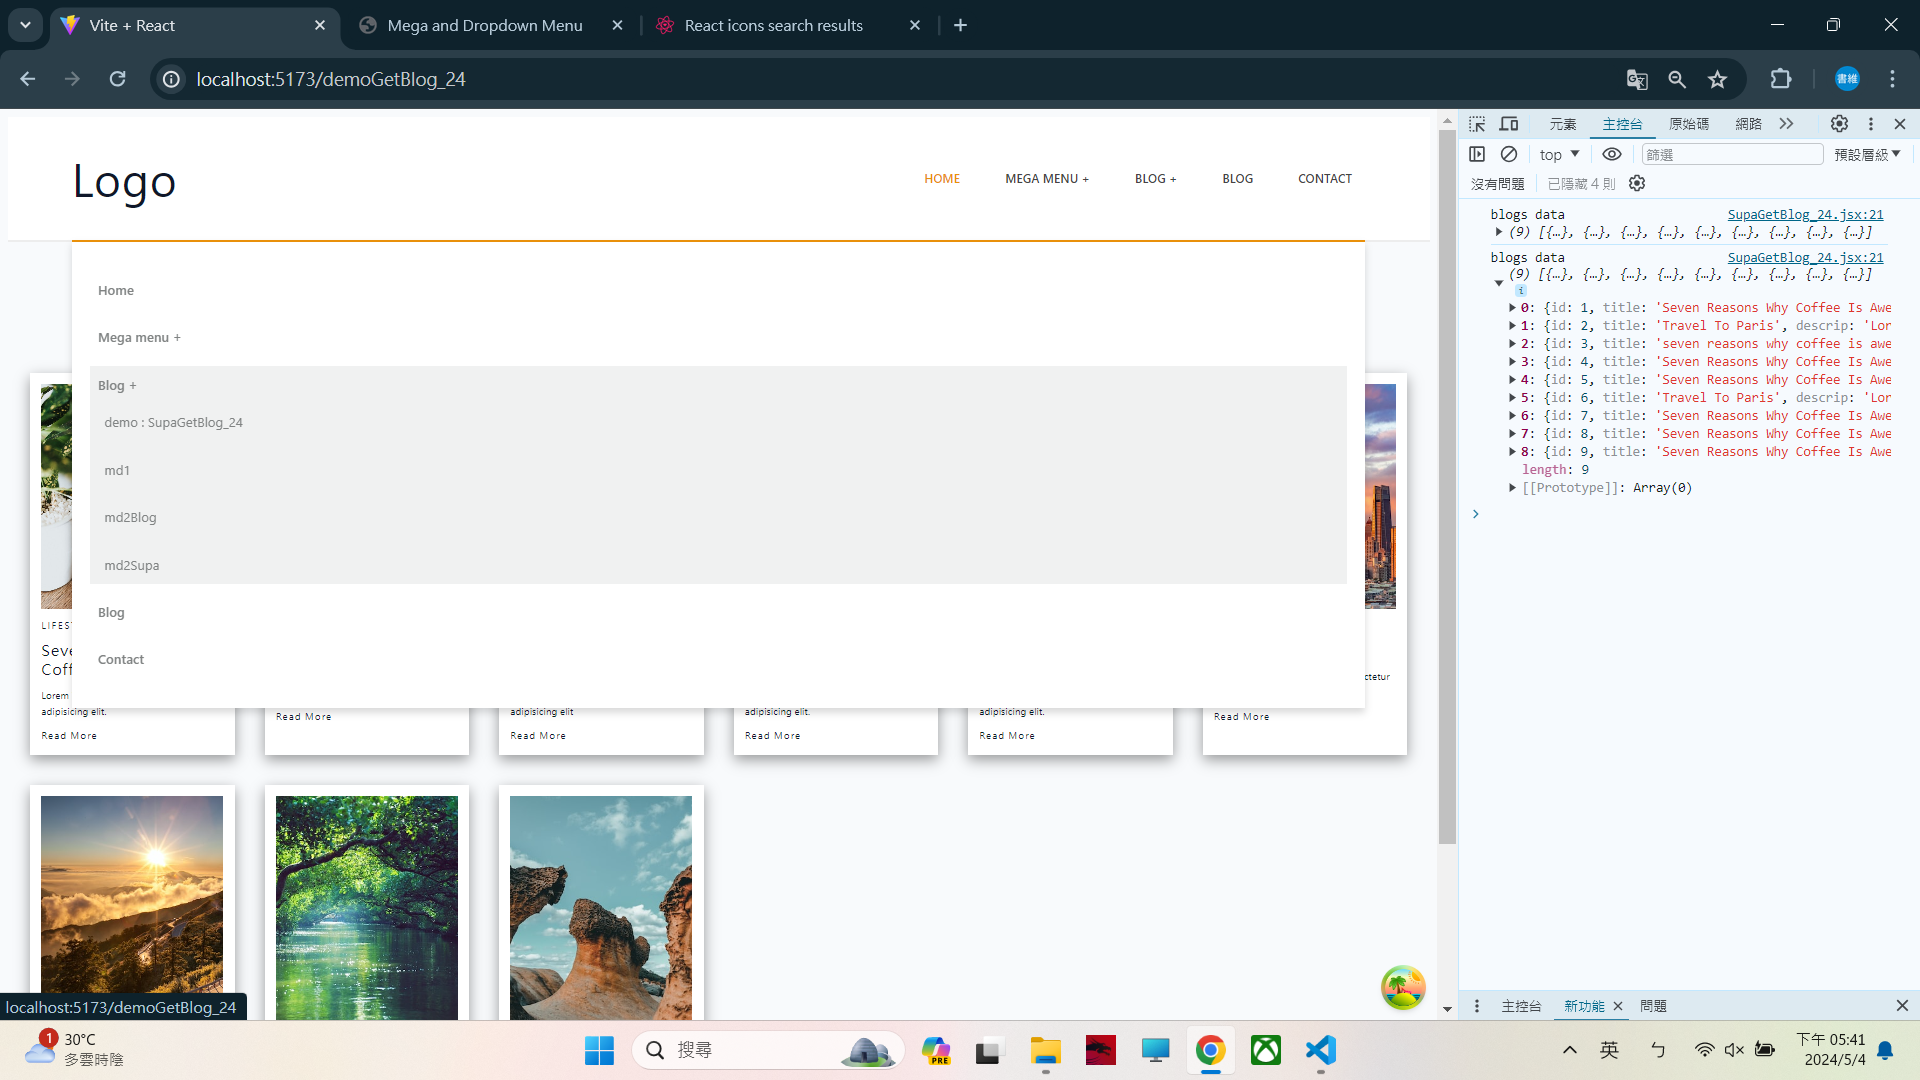 Vite + React
Mega and Dropdown Menu
React icons search results
localhost:5173/demoGetBlog_24
書維
Logo
HOME
MEGA MENU +
BLOG +
BLOG
CONTACT
Home
Mega menu +
Blog +
demo : SupaGetBlog_24
md1
md2Blog
md2Supa
Blog
Contact
LIFES
Seve
Coff
Lorem
adipisicing elit.
Read More
Read More
adipisicing elit
Read More
adipisicing elit.
Read More
adipisicing elit.
Read More
ctetur
Read More
localhost:5173/demoGetBlog_24
元素
主控台
原始碼
網路
top
篩選
預設層級
沒有問題
已隱藏 4 則
blogs data SupaGetBlog_24.jsx:21
(9) [{…}, {…}, {…}, {…}, {…}, {…}, {…}, {…}, {…}]
blogs data SupaGetBlog_24.jsx:21
(9) [{…}, {…}, {…}, {…}, {…}, {…}, {…}, {…}, {…}]
i
0: {id: 1, title: 'Seven Reasons Why Coffee Is Awe
1: {id: 2, title: 'Travel To Paris', descrip: 'Lor
2: {id: 3, title: 'seven reasons why coffee is awe
3: {id: 4, title: 'Seven Reasons Why Coffee Is Awe
4: {id: 5, title: 'Seven Reasons Why Coffee Is Awe
5: {id: 6, title: 'Travel To Paris', descrip: 'Lor
6: {id: 7, title: 'Seven Reasons Why Coffee Is Awe
7: {id: 8, title: 'Seven Reasons Why Coffee Is Awe
8: {id: 9, title: 'Seven Reasons Why Coffee Is Awe
length: 9
[[Prototype]]: Array(0)
主控台
新功能
問題
1
30°C
多雲時陰
搜尋
PRE
英
ㄅ
下午 05:41
2024/5/4